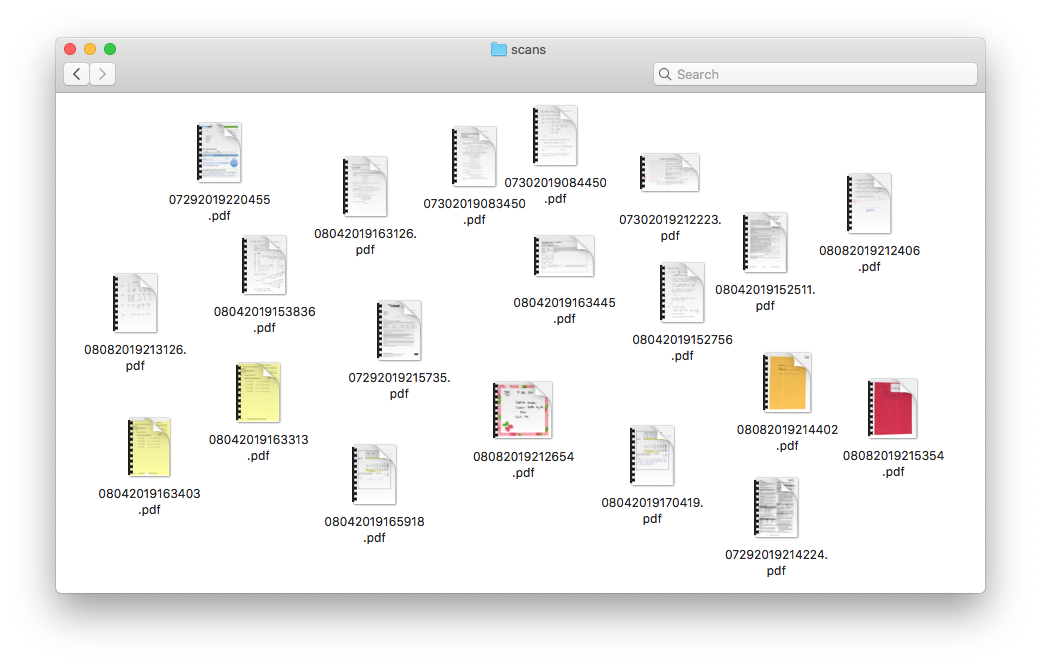 scans
Search
07292019220455
.pdf
08042019163126.
pdf
07302019083450
.pdf
07302019084450
.pdf
07302019212223.
pdf
08082019212406
.pdf
08042019153836
.pdf
08042019163445
.pdf
08042019152511.
pdf
08042019152756
.pdf
08082019213126.
pdf
07292019215735.
pdf
08042019163313
.pdf
08082019212654
.pdf
08082019214402
.pdf
08082019215354
.pdf
08042019163403
.pdf
08042019165918
.pdf
08042019170419.
pdf
07292019214224.
pdf